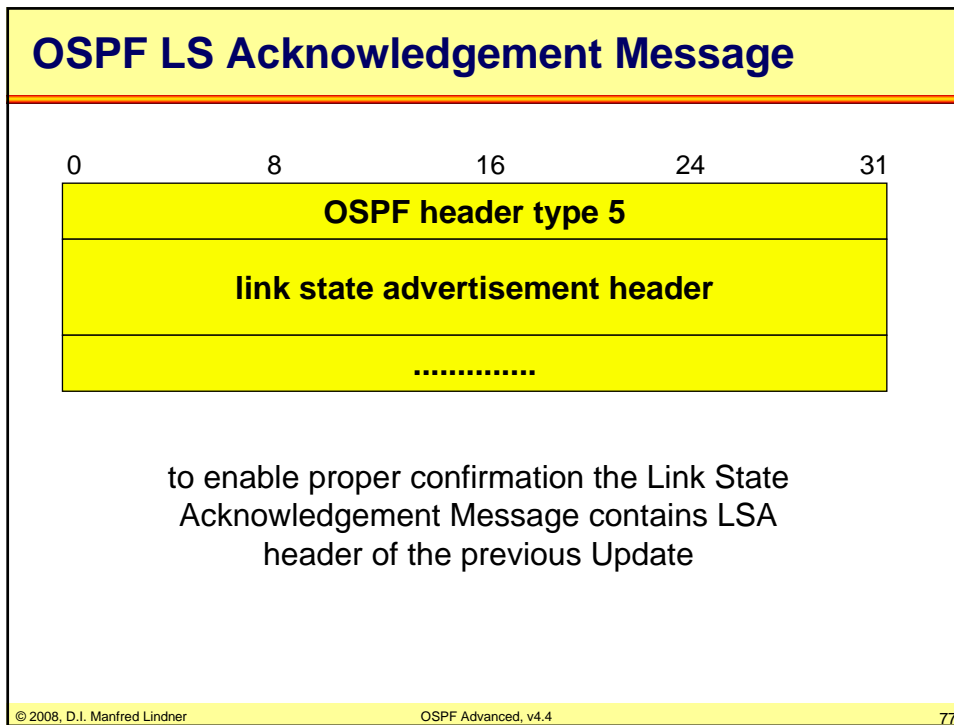 OSPF LS Acknowledgement Message
0 8 16 24 31
OSPF header type 5
link state advertisement header
..............
to enable proper confirmation the Link State
Acknowledgement Message contains LSA
header of the previous Update
© 2008, D.I. Manfred Lindner OSPF Advanced, v4.4 77